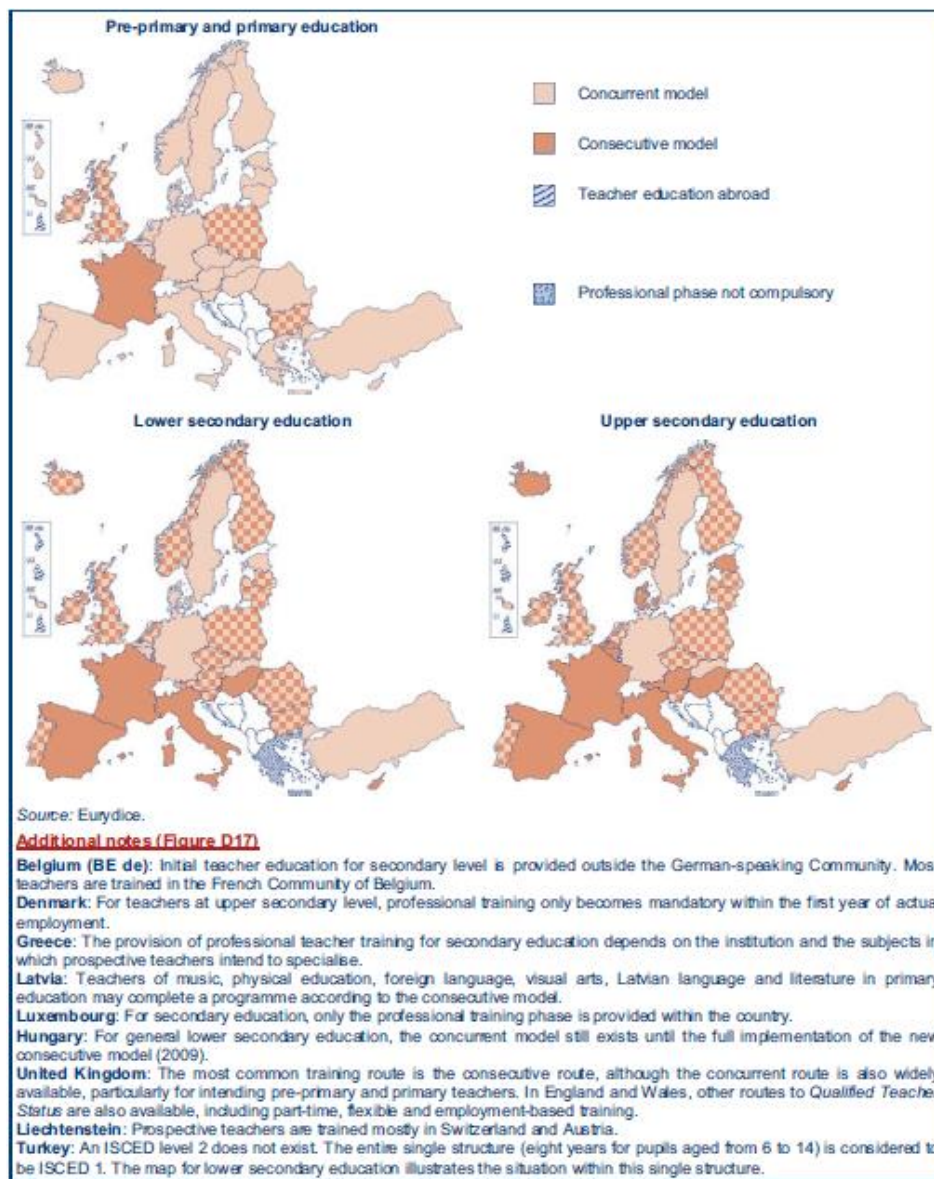 Pre-primary and primary education
Concurrent model
Consecutive model
Teacher education abroad
Professional phase not compulsory
Lower secondary education
Upper secondary education
Source: Eurydice.
Additional notes (Figure D17)
Belgium (BE de): Initial teacher education for secondary level is provided outside the German-speaking Community. Mos
teachers are trained in the French Community of Belgium.
Denmark: For teachers at upper secondary level, professional training only becomes mandatory within the first year of actua
employment.
Greece: The provision of professional teacher training for secondary education depends on the institution and the subjects in
which prospective teachers intend to specialise.
Latvia: Teachers of music, physical education, foreign language, visual arts, Latvian language and literature in primary
education may complete a programme according to the consecutive model.
Luxembourg: For secondary education, only the professional training phase is provided within the country.
Hungary: For general lower secondary education, the concurrent model still exists until the full implementation of the new
consecutive model (2009).
United Kingdom: The most common training route is the consecutive route, although the concurrent route is also widely
available, particularly for intending pre-primary and primary teachers. In England and Wales, other routes to Qualified Teache
Status are also available, including part-time, flexible and employment-based training.
Liechtenstein: Prospective teachers are trained mostly in Switzerland and Austria.
Turkey: An ISCED level 2 does not exist. The entire single structure (eight years for pupils aged from 6 to 14) is considered to
be ISCED 1. The map for lower secondary education illustrates the situation within this single structure.